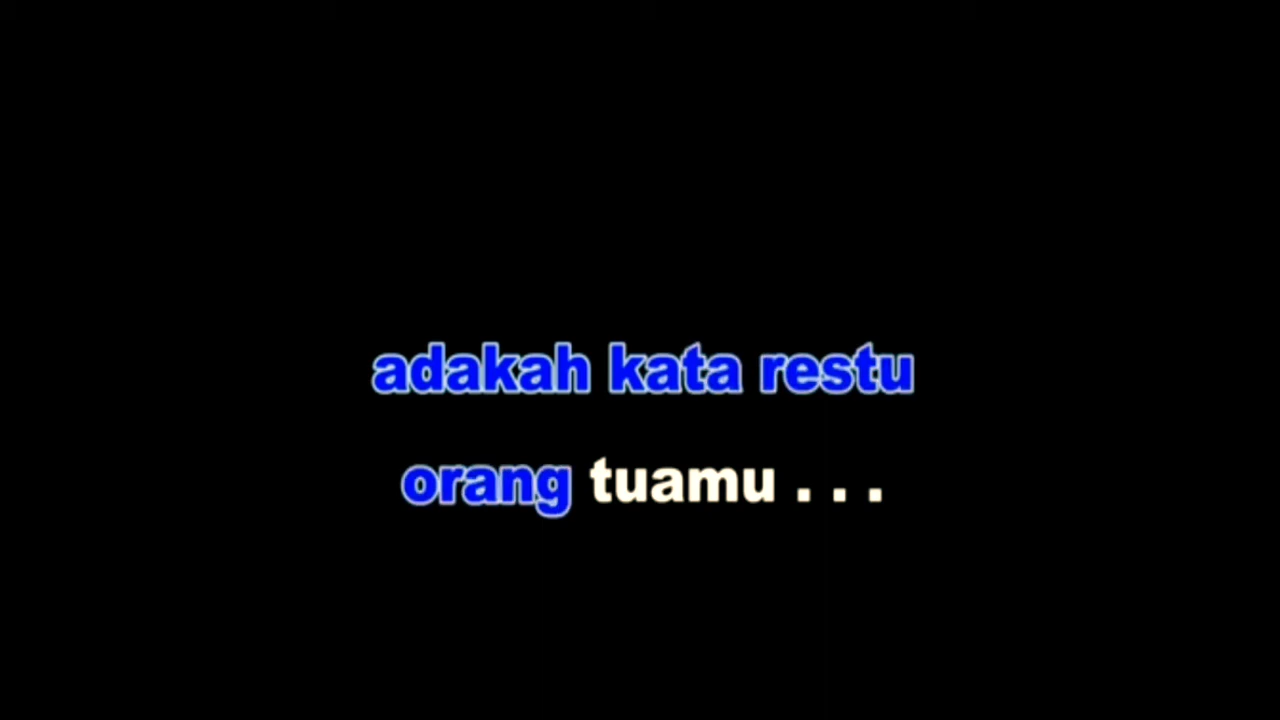 adakah kata restu
orang tuamu . . .